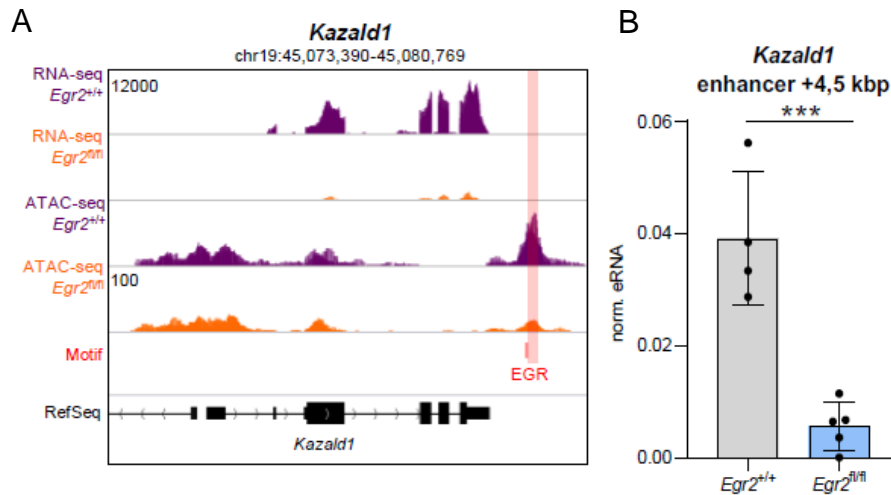 A
Kazald1
chr19:45,073,390-45,080,769
RNA-seq
Egr2+/+
12000
RNA-seq
Egr2fl/fl
ATAC-seq
Egr2+/+
ATAC-seq
Egr2fl/fl
100
Motif
EGR
RefSeq
Kazald1
B
Kazald1
enhancer +4,5 kbp
***
0.06
0.04
0.02
0.00
norm. eRNA
Egr2+/+
Egr2fl/fl